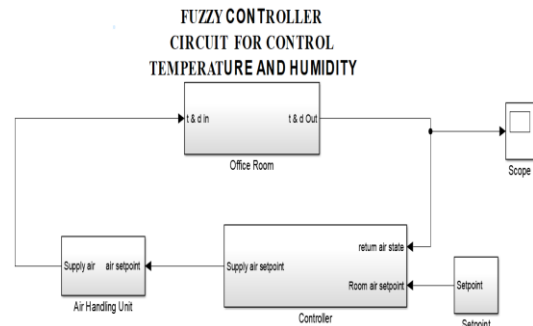 FUZZY CONTROLLER
CIRCUIT FOR CONTROL
TEMPERATURE AND HUMIDITY
t & d in
t & d Out
Office Room
Scope
return air state
Supply air
air setpoint
Supply air setpoint
Room air setpoint
Setpoint
Air Handling Unit
Controller
Setpoint